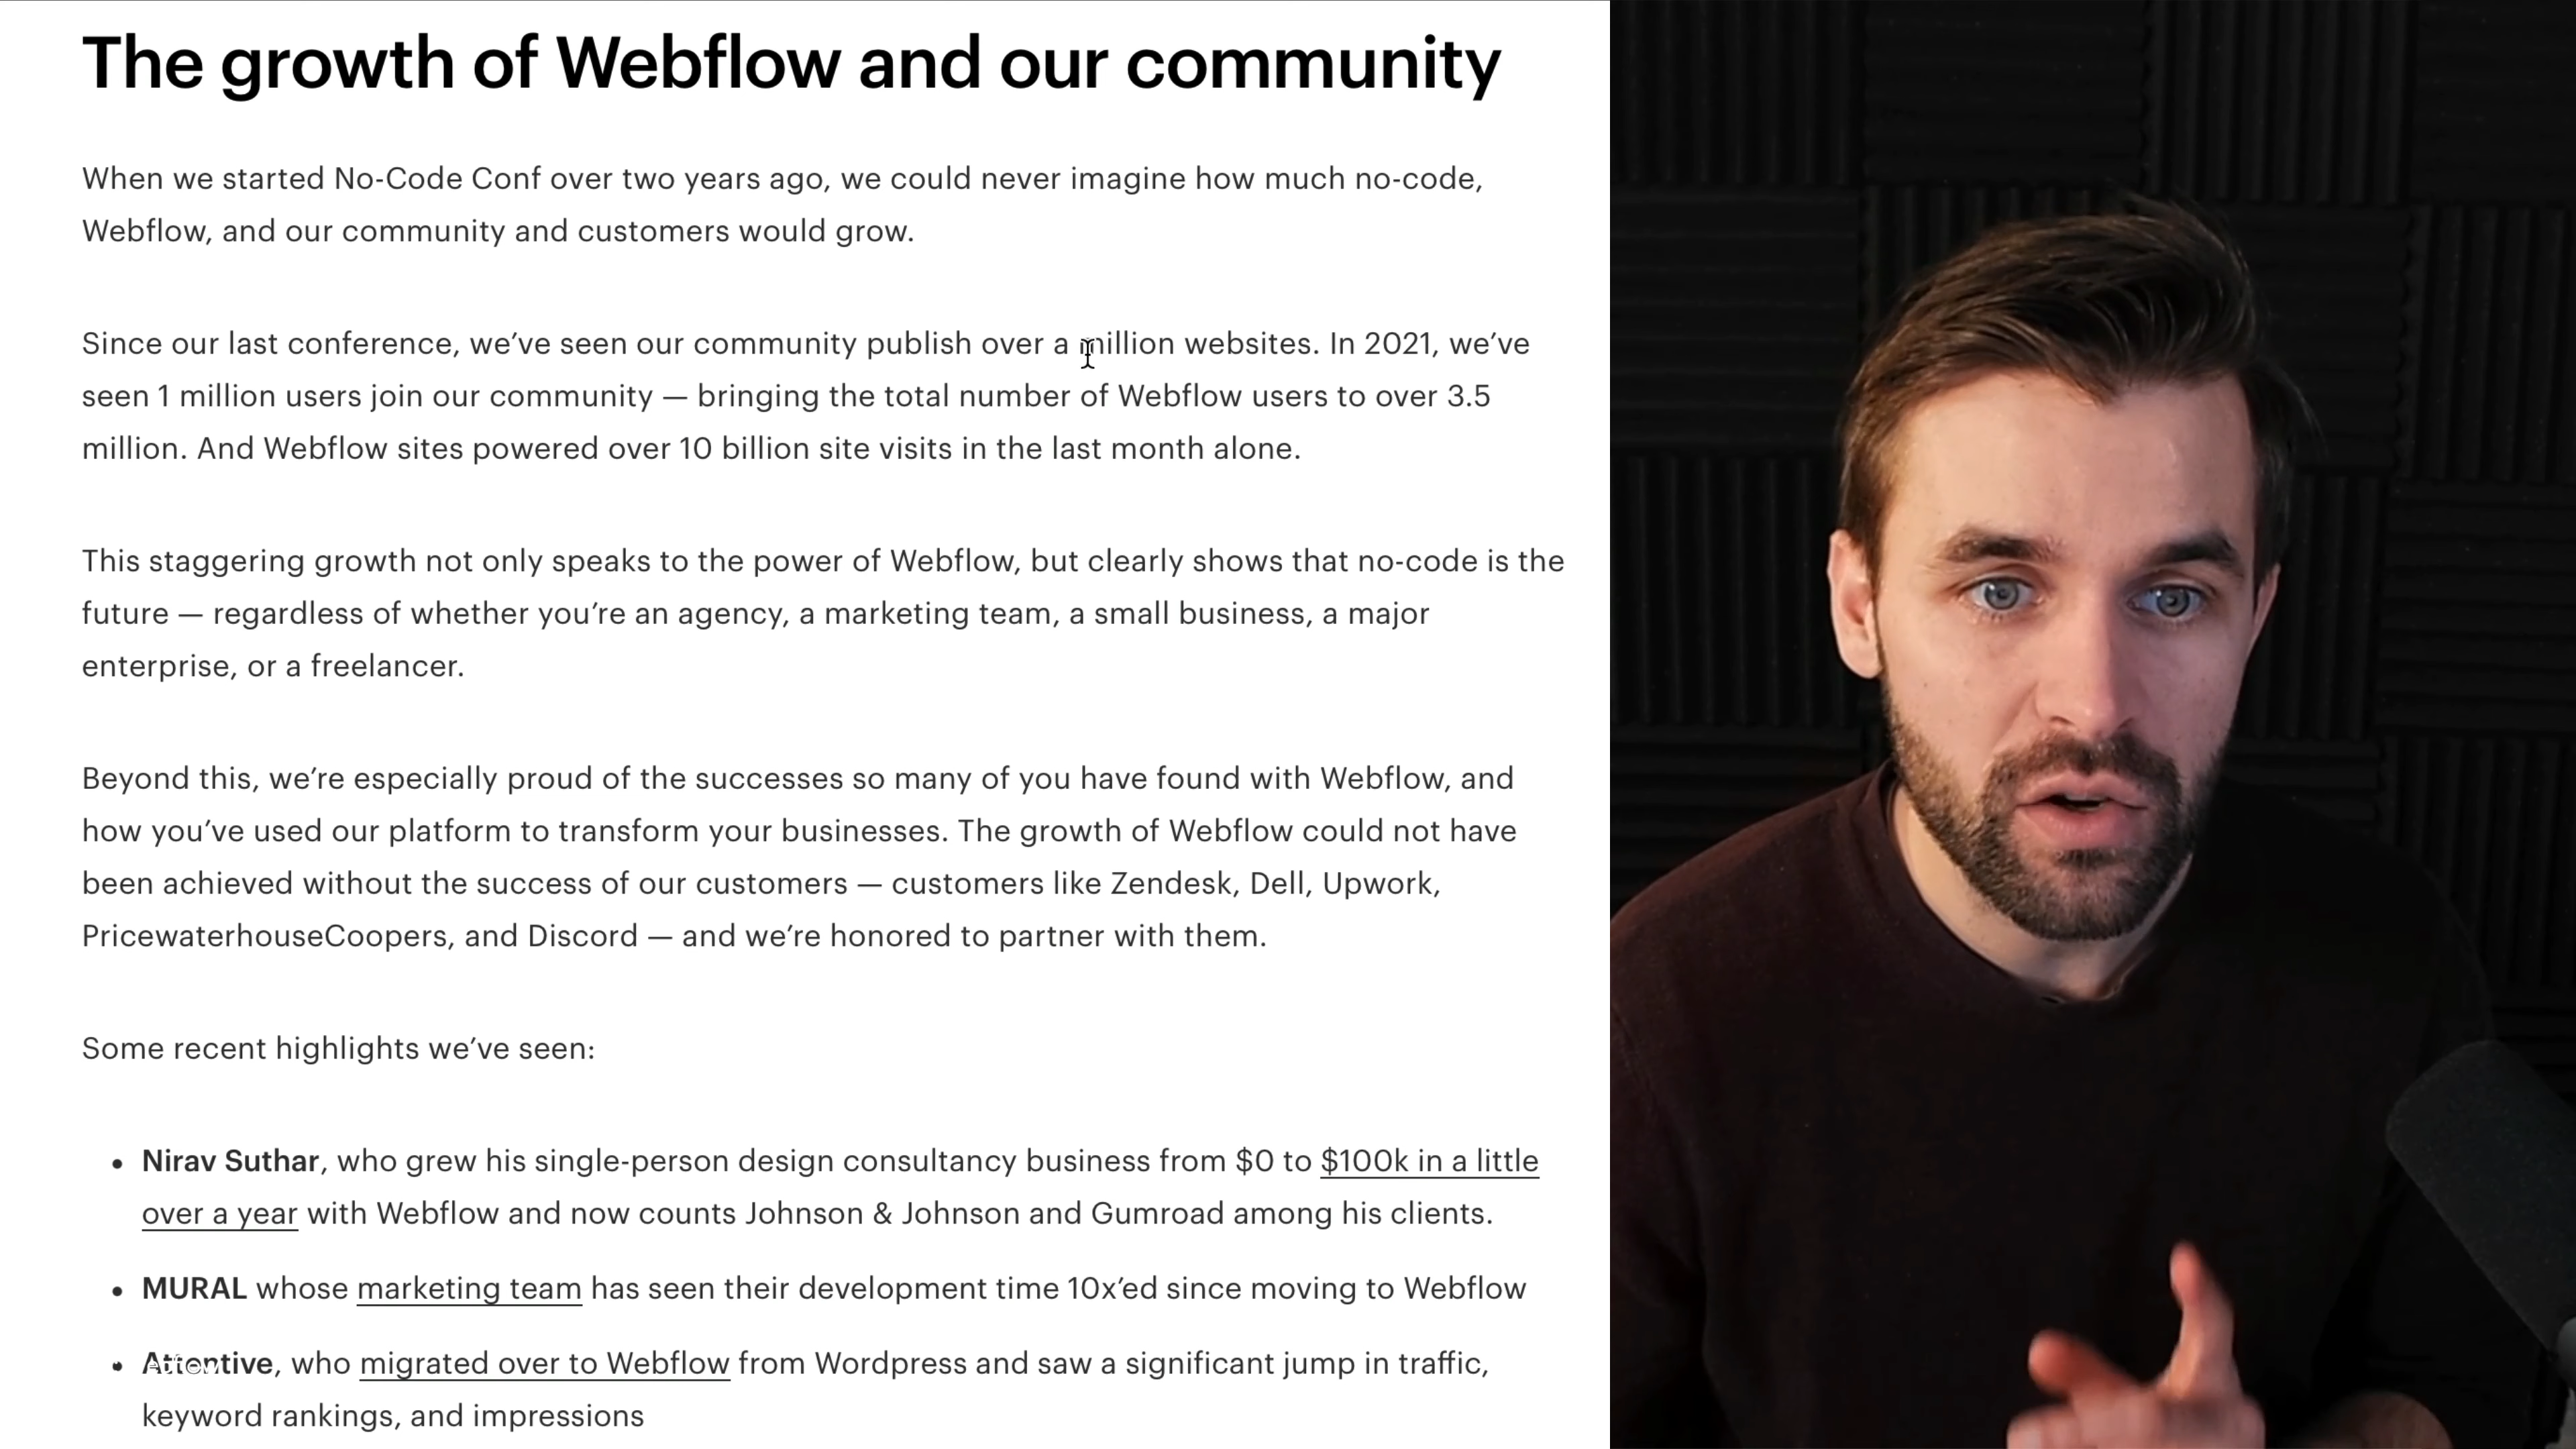 The growth of Webflow and our community
When we started No-Code Conf over two years ago, we could never imagine how much no-code,
Webflow, and our community and customers would grow.
Since our last conference, we’ve seen our community publish over a million websites. In 2021, we’ve
seen 1 million users join our community — bringing the total number of Webflow users to over 3.5
million. And Webflow sites powered over 10 billion site visits in the last month alone.
This staggering growth not only speaks to the power of Webflow, but clearly shows that no-code is the
future — regardless of whether you’re an agency, a marketing team, a small business, a major
enterprise, or a freelancer.
Beyond this, we’re especially proud of the successes so many of you have found with Webflow, and
how you’ve used our platform to transform your businesses. The growth of Webflow could not have
been achieved without the success of our customers — customers like Zendesk, Dell, Upwork,
PricewaterhouseCoopers, and Discord — and we’re honored to partner with them.
Some recent highlights we’ve seen:
• Nirav Suthar, who grew his single-person design consultancy business from $0 to $100k in a little
over a year with Webflow and now counts Johnson & Johnson and Gumroad among his clients.
• MURAL whose marketing team has seen their development time 10x’ed since moving to Webflow
• Attentive, who migrated over to Webflow from Wordpress and saw a significant jump in traffic,
keyword rankings, and impressions